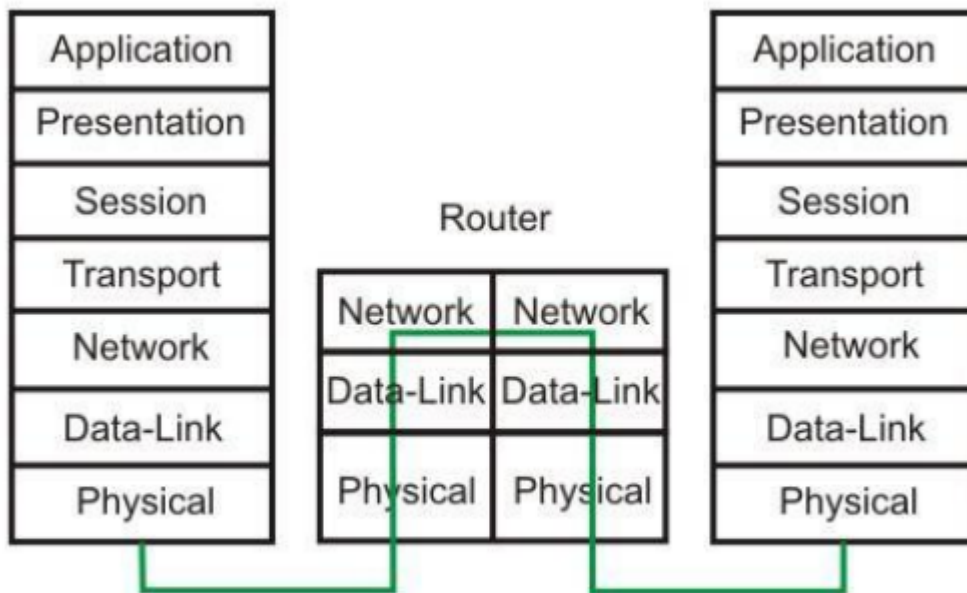 Application
Presentation
Session
Transport
Network
Data-Link
Physical
Router
Network Network
Data-Link Data-Link
Physical Physical
Application
Presentation
Session
Transport
Network
Data-Link
Physical